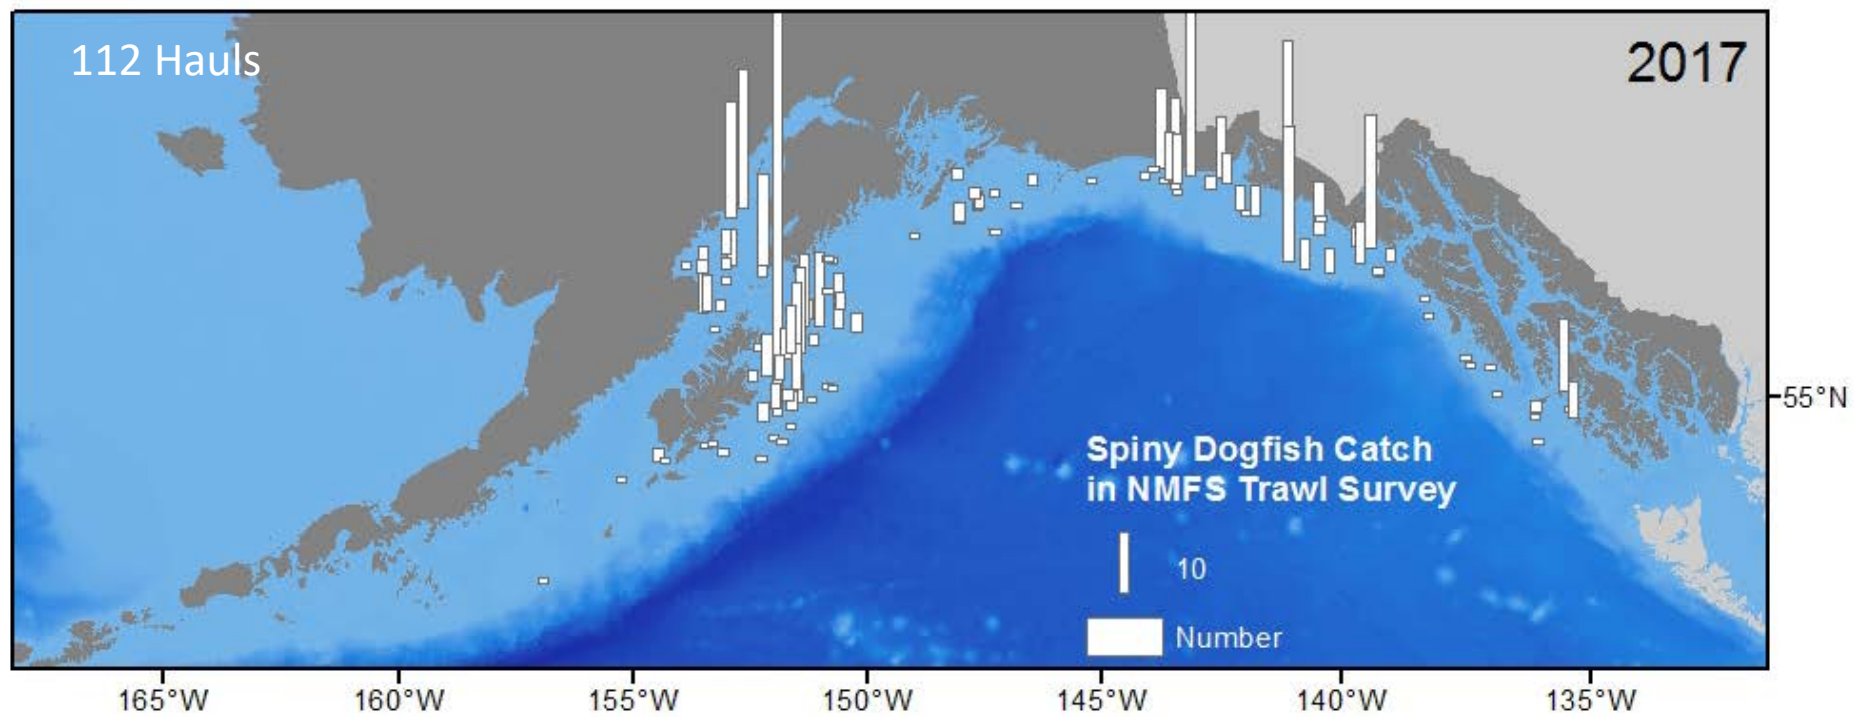 112 Hauls
2017
55°N
Spiny Dogfish Catch
in NMFS Trawl Survey
10
Number
165°W 160°W 155°W 150°W 145°W 140°W 135°W